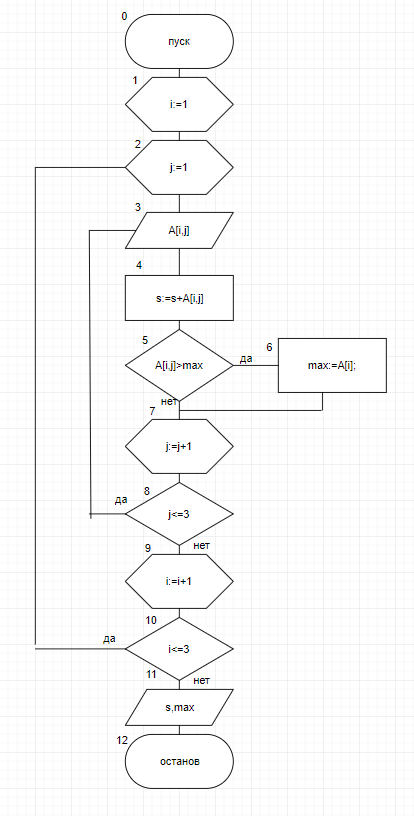 0
пуск
1
i:=1
2
j:=1
3
A[i,j]
4
s:=s+A[i,j]
5
A[i,j]>max
да
6
max:=A[i];
нет
7
j:=j+1
8
да
j<=3
нет
9
i:=i+1
10
да
i<=3
11
нет
s,max
12
останов